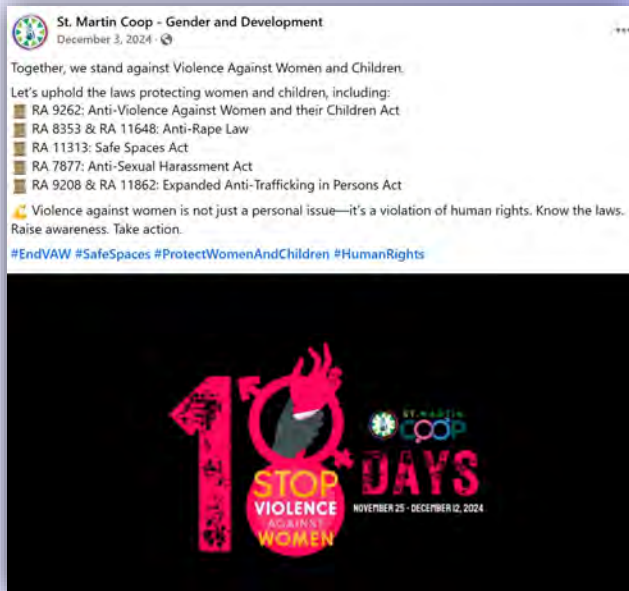 St. Martin Coop - Gender and Development
December 3, 2024 ·
Together, we stand against Violence Against Women and Children.
Let's uphold the laws protecting women and children, including:
RA 9262: Anti-Violence Against Women and their Children Act
RA 8353 & RA 11648: Anti-Rape Law
RA 11313: Safe Spaces Act
RA 7877: Anti-Sexual Harassment Act
RA 9208 & RA 11862: Expanded Anti-Trafficking in Persons Act
Violence against women is not just a personal issue—it's a violation of human rights. Know the laws.
Raise awareness. Take action.
#EndVAW #SafeSpaces #ProtectWomenAndChildren #HumanRights
18
STOP
VIOLENCE
AGAINST
WOMEN
ST. MARTIN
COOP
DAYS
NOVEMBER 25 - DECEMBER 12, 2024